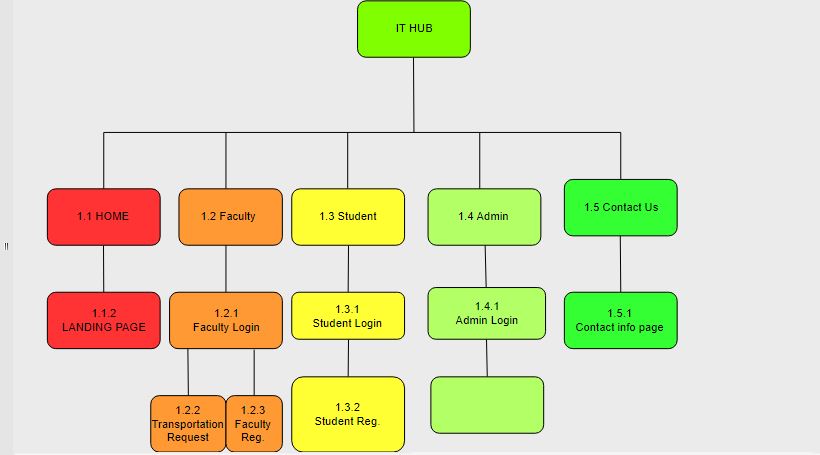 IT HUB
1.1 HOME
1.2 Faculty
1.3 Student
1.4 Admin
1.5 Contact Us
1.1.2
LANDING PAGE
1.2.1
Faculty Login
1.3.1
Student Login
1.4.1
Admin Login
1.5.1
Contact info page
1.2.2
Transportation
Request
1.2.3
Faculty
Reg.
1.3.2
Student Reg.